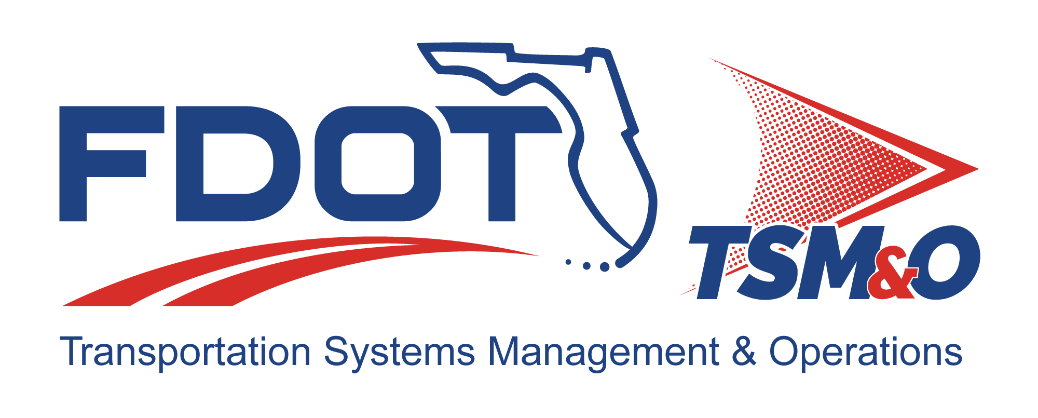 FDOT
TSM&O
Transportation Systems Management & Operations